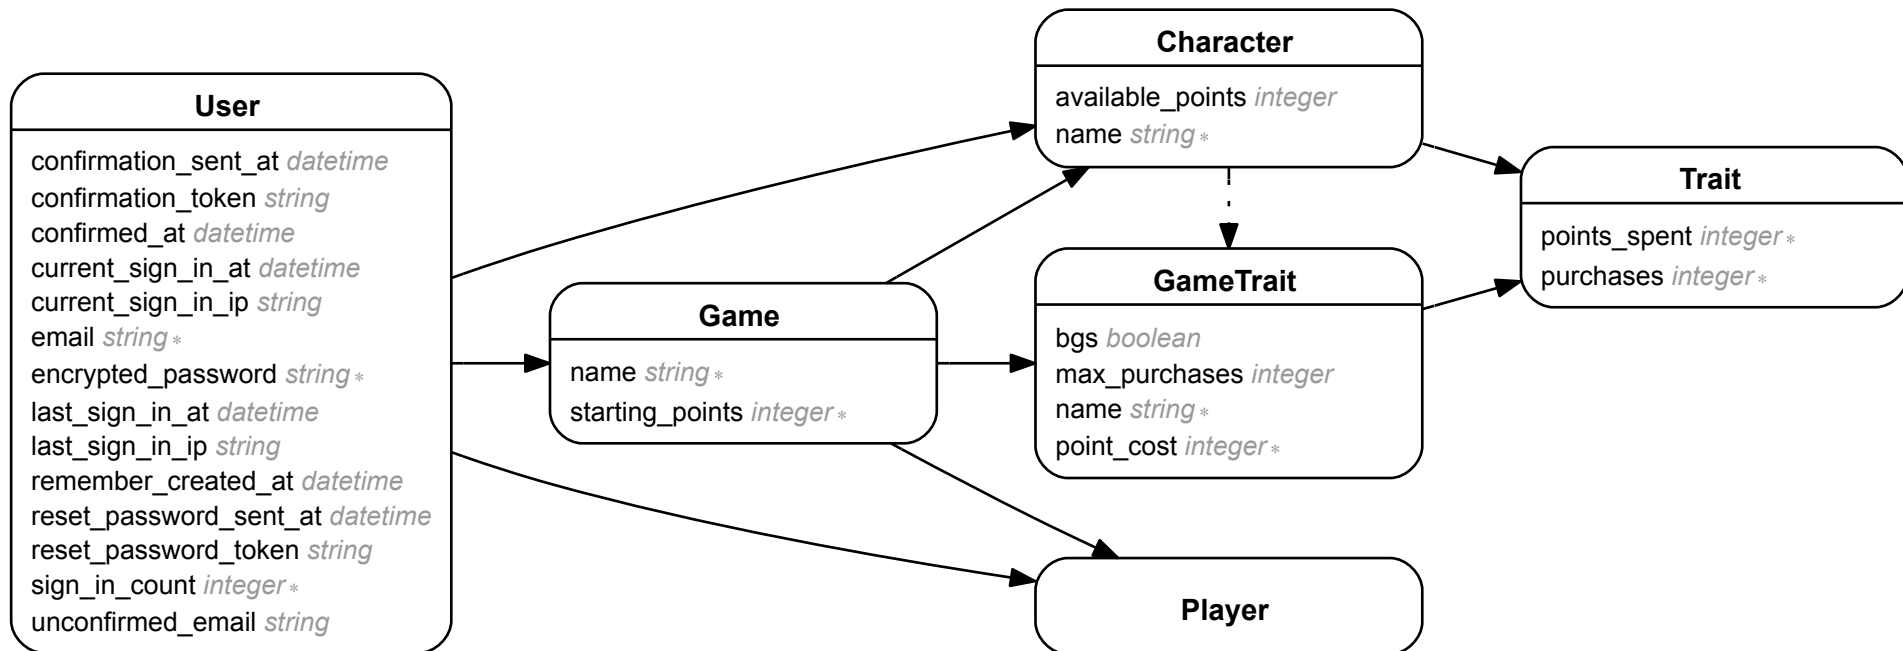 User
confirmation_sent_at datetime
confirmation_token string
confirmed_at datetime
current_sign_in_at datetime
current_sign_in_ip string
email string *
encrypted_password string *
last_sign_in_at datetime
last_sign_in_ip string
remember_created_at datetime
reset_password_sent_at datetime
reset_password_token string
sign_in_count integer *
unconfirmed_email string
Game
name string *
starting_points integer *
Character
available_points integer
name string *
GameTrait
bgs boolean
max_purchases integer
name string *
point_cost integer *
Player
Trait
points_spent integer *
purchases integer *